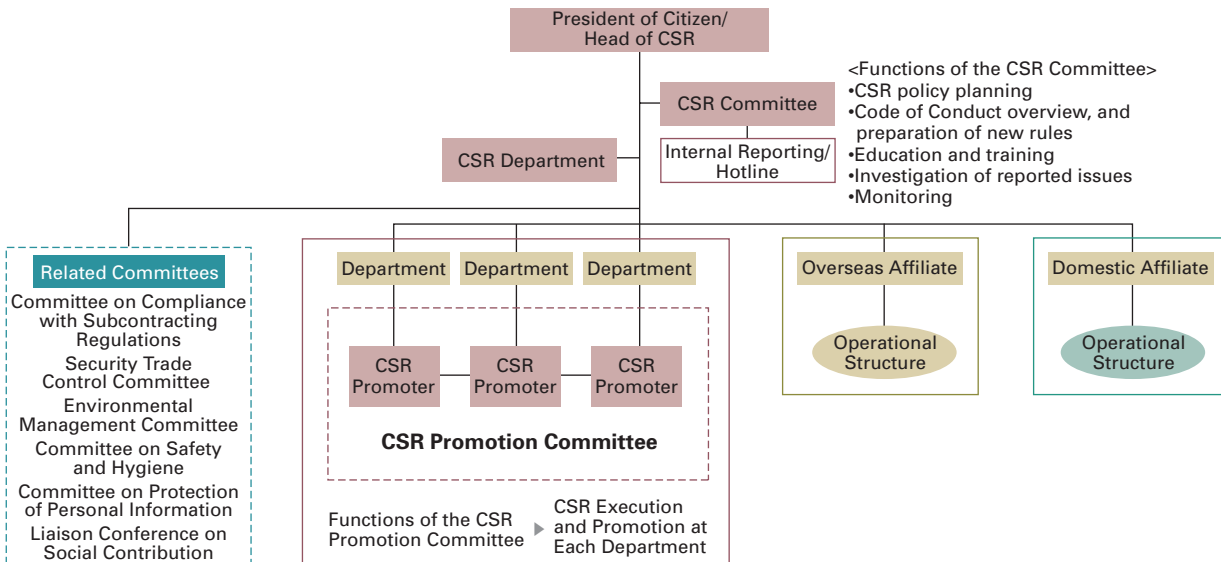 President of Citizen/
Head of CSR
CSR Committee
Internal Reporting/
Hotline
CSR Department
<Functions of the CSR Committee>
•CSR policy planning
•Code of Conduct overview, and
preparation of new rules
•Education and training
•Investigation of reported issues
•Monitoring
Related Committees
Committee on Compliance
with Subcontracting
Regulations
Security Trade
Control Committee
Environmental
Management Committee
Committee on Safety
and Hygiene
Committee on Protection
of Personal Information
Liaison Conference on
Social Contribution
Department
Department
Department
CSR
Promoter
CSR
Promoter
CSR
Promoter
CSR Promotion Committee
Functions of the CSR
Promotion Committee
CSR Execution
and Promotion at
Each Department
Overseas Affiliate
Operational
Structure
Domestic Affiliate
Operational
Structure